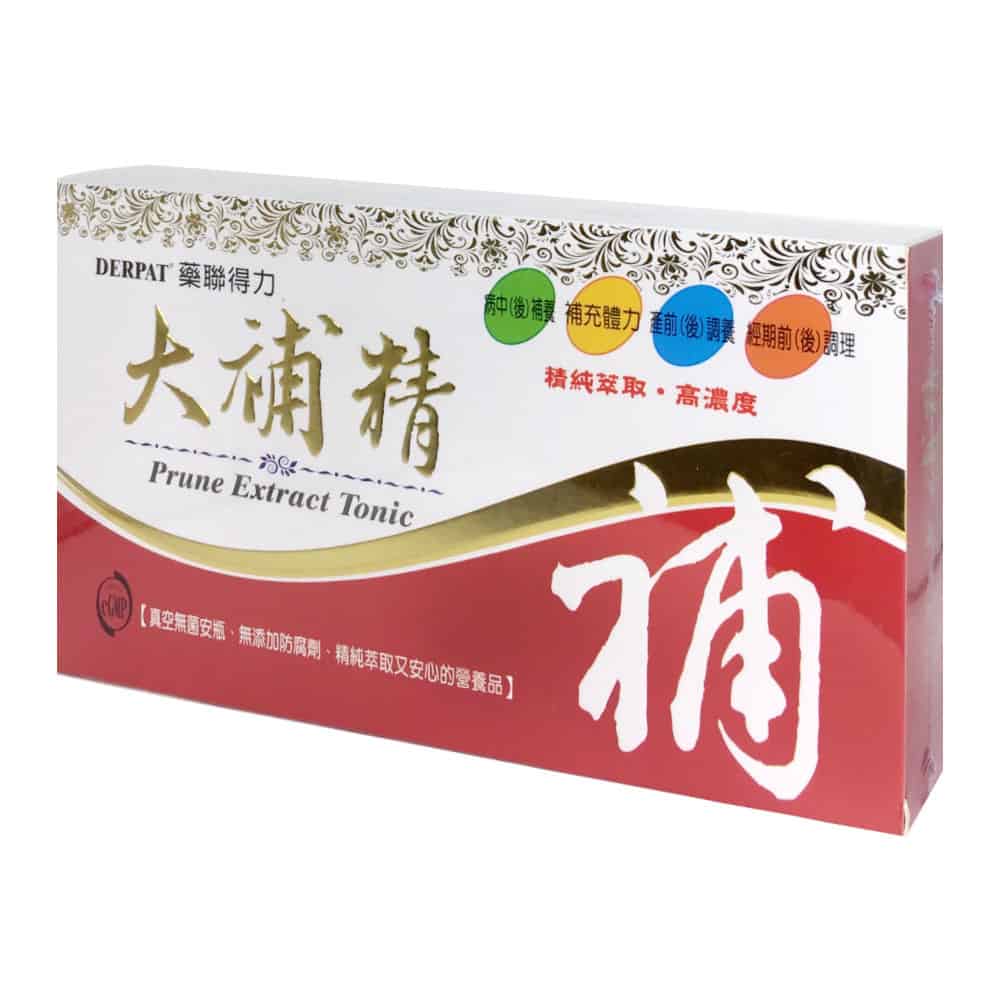 DERPAT® 藥聯得力
大補精
Prune Extract Tonic
病中(後)補養
補充體力
產前(後)調養
經期前(後)調理
精純萃取・高濃度
補
cGMP
【真空無菌安瓶、無添加防腐劑、精純萃取又安心的營養品】